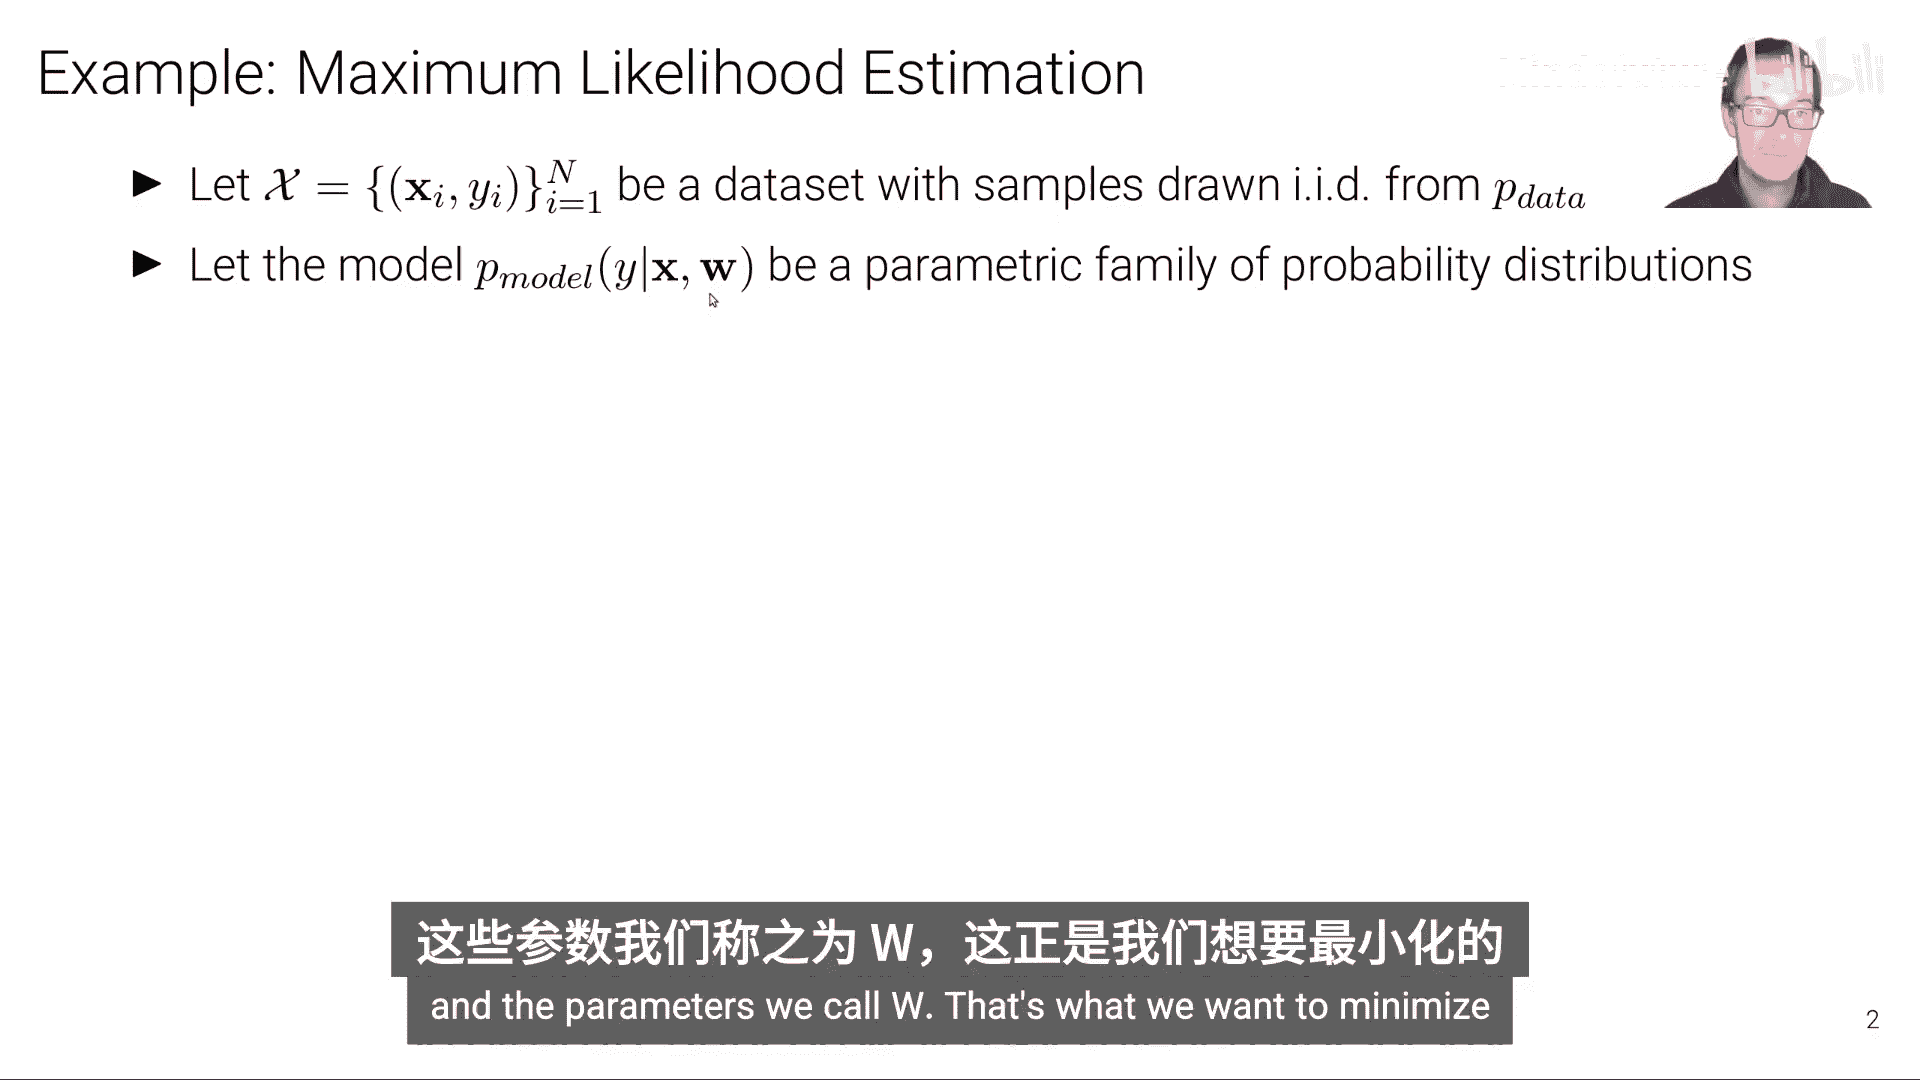 Example: Maximum Likelihood Estimation
► Let 𝒳 = {(𝐱ᵢ, yᵢ)}ᴺᵢ₌₁ be a dataset with samples drawn i.i.d. from p_data
► Let the model p_model(y|𝐱, 𝐰) be a parametric family of probability distributions
这些参数我们称之为 W，这正是我们想要最小化的
and the parameters we call W. That's what we want to minimize
2